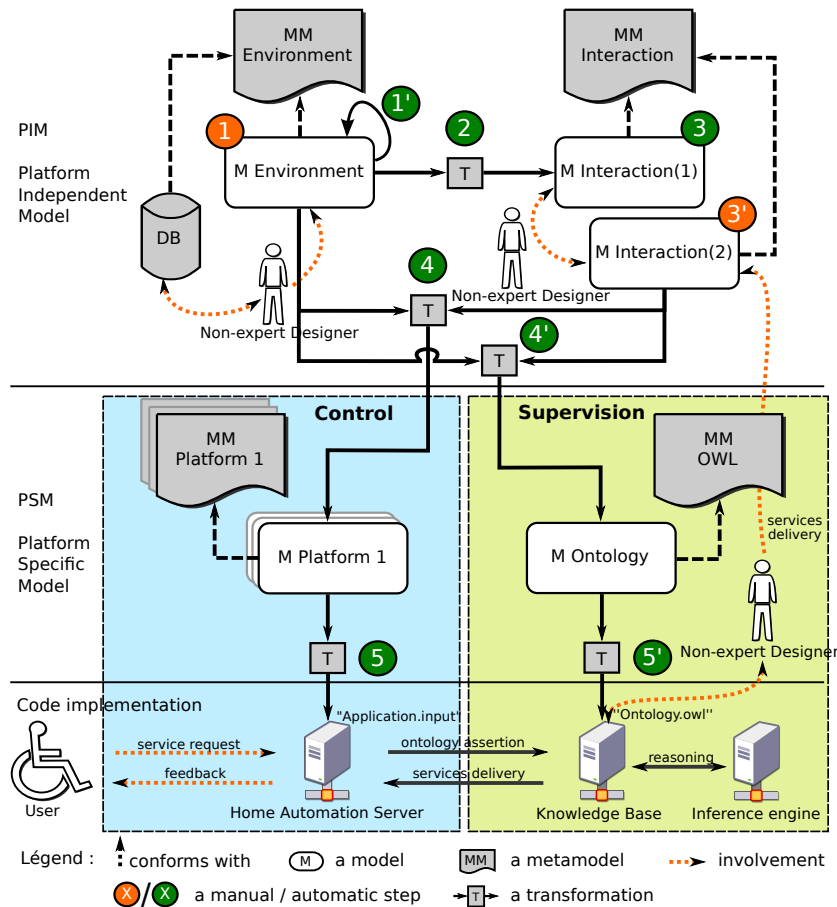 MM
Environment
MM
Interaction
1
1'
2
3
PIM
Platform
Independent
Model
M Environment
T
M Interaction(1)
3'
DB
M Interaction(2)
4
Non-expert Designer
Non-expert Designer
T
4'
T
Control
Supervision
MM
Platform 1
MM
OWL
PSM
Platform
Specific
Model
services
delivery
M Platform 1
M Ontology
T
5
T
5'
Non-expert Designer
Code implementation
"Application.input'
''Ontology.owl''
service request
ontology assertion
reasoning
feedback
services delivery
User
Home Automation Server
Knowledge Base
Inference engine
Légend :
conforms with
M
a model
MM
a metamodel
involvement
X/X
a manual / automatic step
T
a transformation